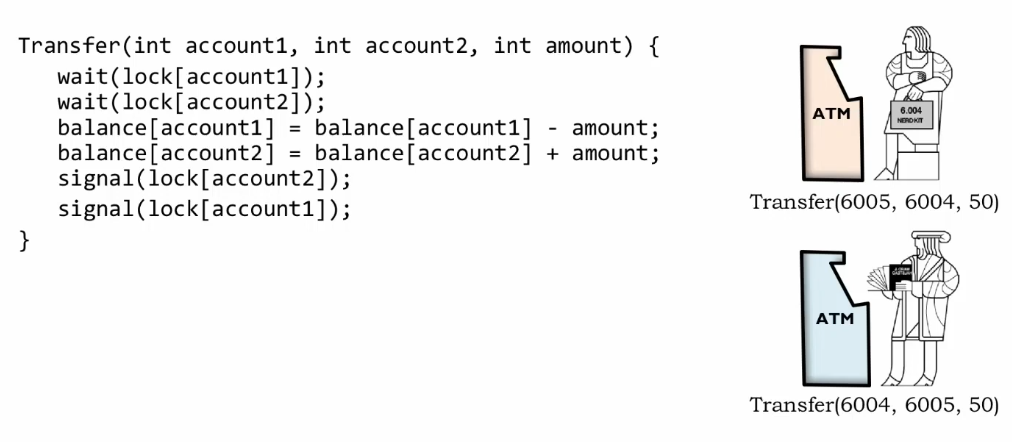 Transfer(int account1, int account2, int amount) {
wait(lock[account1]);
wait(lock[account2]);
balance[account1] = balance[account1] - amount;
balance[account2] = balance[account2] + amount;
signal(lock[account2]);
signal(lock[account1]);
}
ATM
6.004
NERDKIT
Transfer(6005, 6004, 50)
ATM
Transfer(6004, 6005, 50)